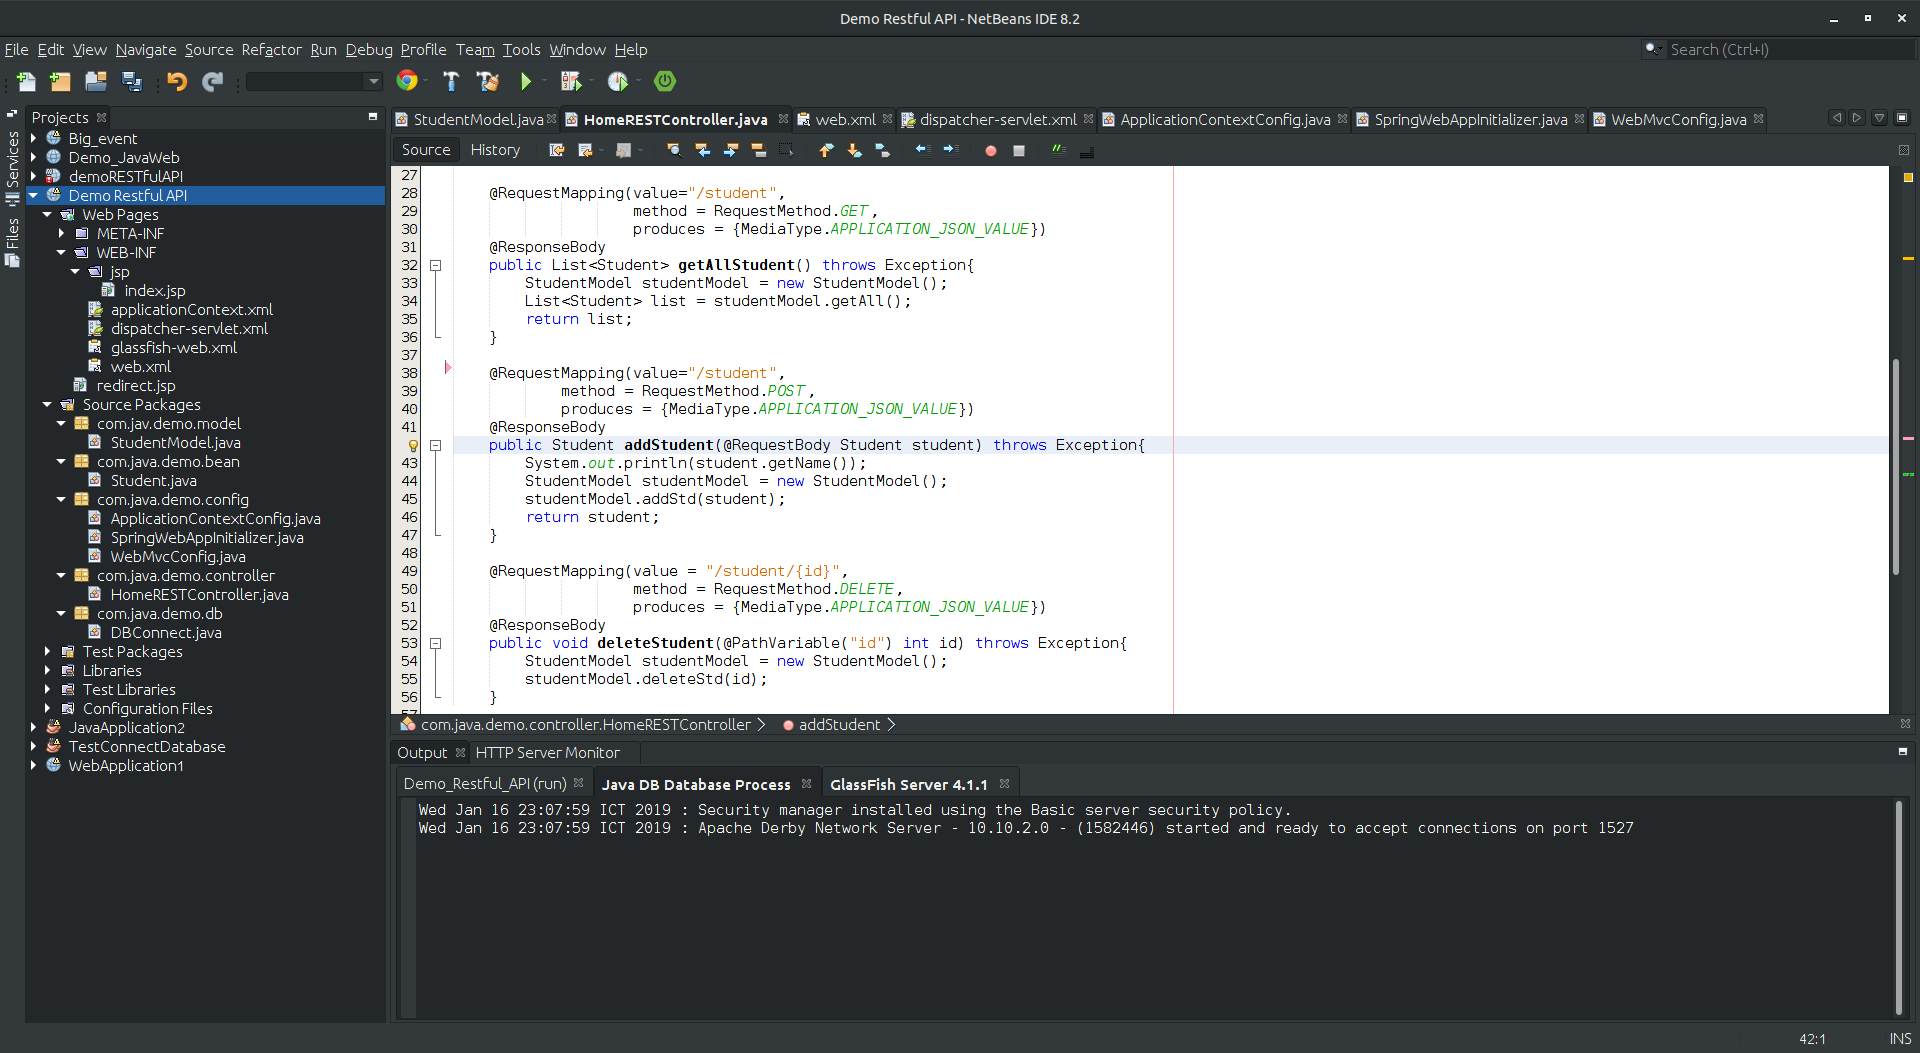 Demo Restful API - NetBeans IDE 8.2
File Edit View Navigate Source Refactor Run Debug Profile Team Tools Window Help
Search (Ctrl+I)
Services
Files
Projects
Big_event
Demo_JavaWeb
demoRESTfulAPI
Demo Restful API
Web Pages
META-INF
WEB-INF
jsp
index.jsp
applicationContext.xml
dispatcher-servlet.xml
glassfish-web.xml
web.xml
redirect.jsp
Source Packages
com.jav.demo.model
StudentModel.java
com.java.demo.bean
Student.java
com.java.demo.config
ApplicationContextConfig.java
SpringWebAppInitializer.java
WebMvcConfig.java
com.java.demo.controller
HomeRESTController.java
com.java.demo.db
DBConnect.java
Test Packages
Libraries
Test Libraries
Configuration Files
JavaApplication2
TestConnectDatabase
WebApplication1
StudentModel.java HomeRESTController.java web.xml dispatcher-servlet.xml ApplicationContextConfig.java SpringWebAppInitializer.java WebMvcConfig.java
Source History
27
28 @RequestMapping(value="/student",
29 method = RequestMethod.GET,
30 produces = {MediaType.APPLICATION_JSON_VALUE})
31 @ResponseBody
32 public List<Student> getAllStudent() throws Exception{
33 StudentModel studentModel = new StudentModel();
34 List<Student> list = studentModel.getAll();
35 return list;
36 }
37
38 @RequestMapping(value="/student",
39 method = RequestMethod.POST,
40 produces = {MediaType.APPLICATION_JSON_VALUE})
41 @ResponseBody
public Student addStudent(@RequestBody Student student) throws Exception{
43 System.out.println(student.getName());
44 StudentModel studentModel = new StudentModel();
45 studentModel.addStd(student);
46 return student;
47 }
48
49 @RequestMapping(value = "/student/{id}",
50 method = RequestMethod.DELETE,
51 produces = {MediaType.APPLICATION_JSON_VALUE})
52 @ResponseBody
53 public void deleteStudent(@PathVariable("id") int id) throws Exception{
54 StudentModel studentModel = new StudentModel();
55 studentModel.deleteStd(id);
56 }
57
com.java.demo.controller.HomeRESTController addStudent
Output HTTP Server Monitor
Demo_Restful_API (run) Java DB Database Process GlassFish Server 4.1.1
Wed Jan 16 23:07:59 ICT 2019 : Security manager installed using the Basic server security policy.
Wed Jan 16 23:07:59 ICT 2019 : Apache Derby Network Server - 10.10.2.0 - (1582446) started and ready to accept connections on port 1527
42:1 INS